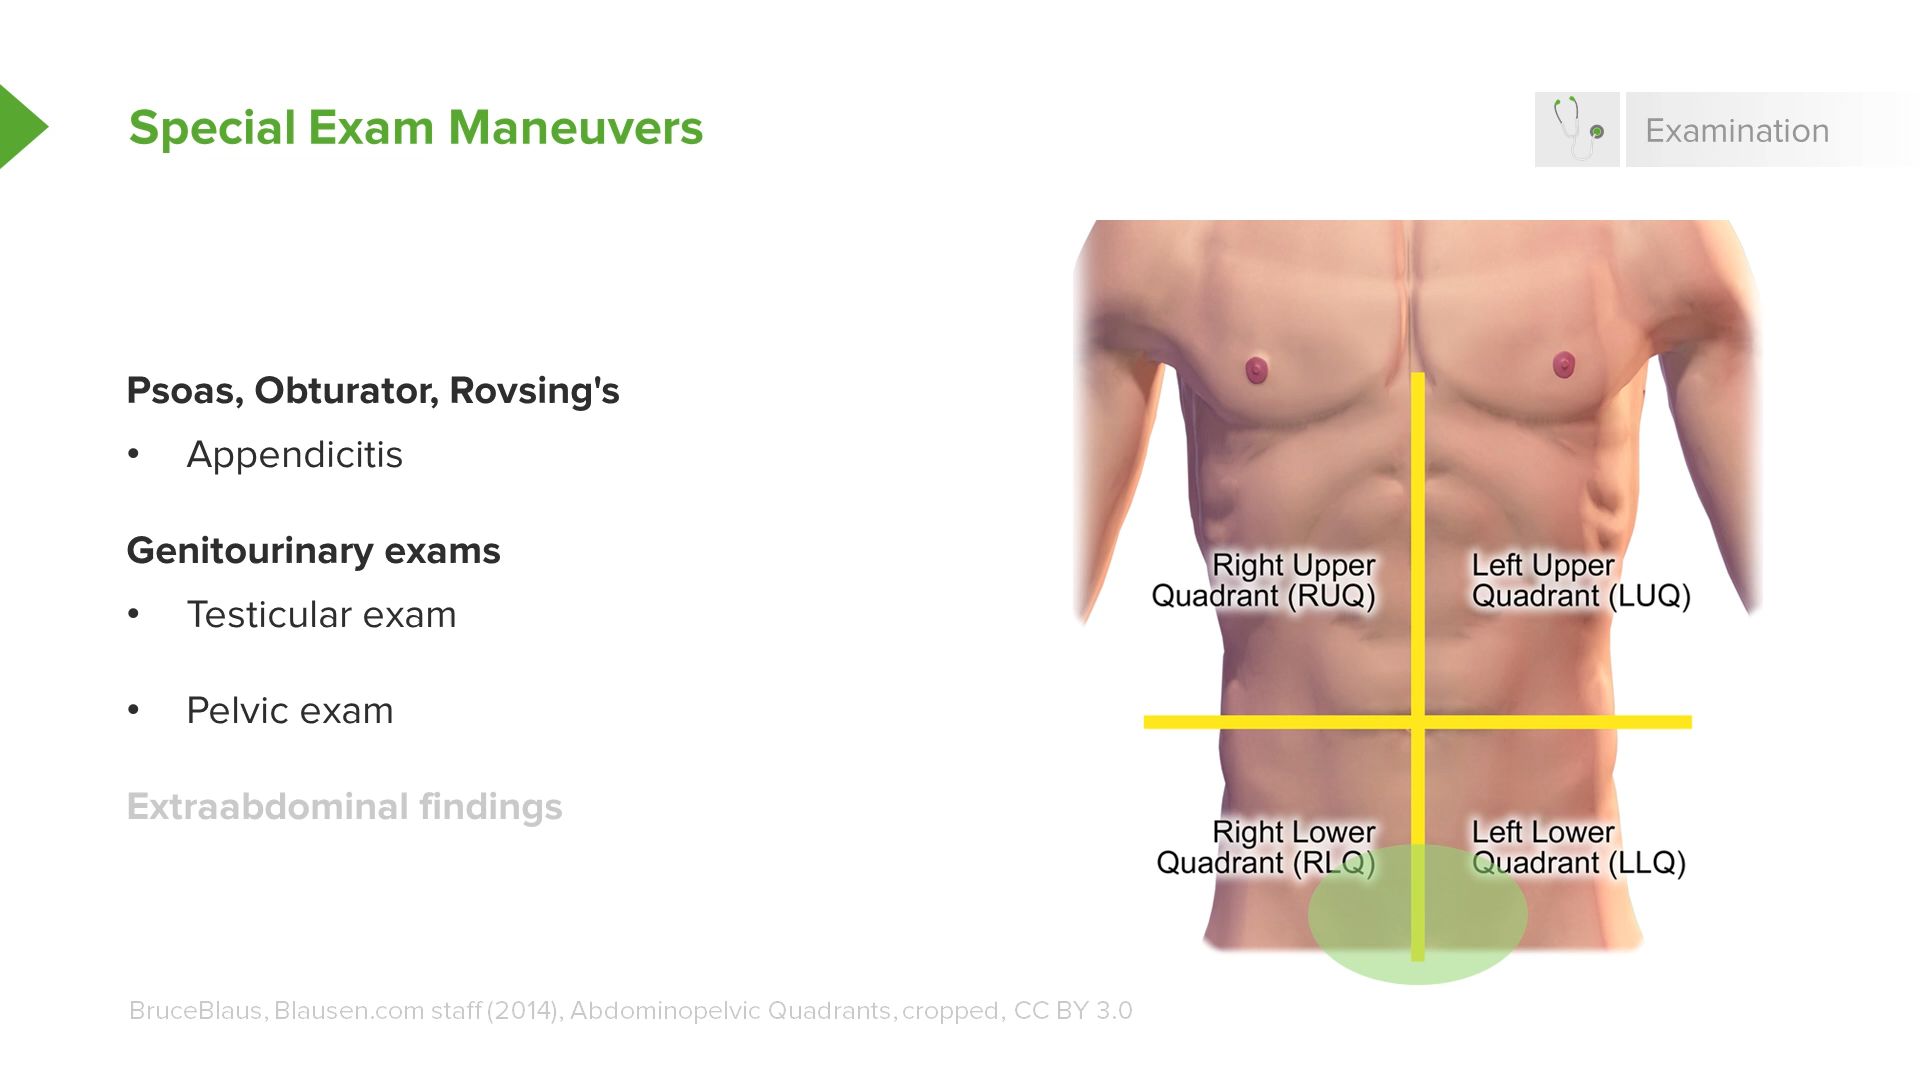 Special Exam Maneuvers
Examination
Psoas, Obturator, Rovsing's
• Appendicitis
Genitourinary exams
• Testicular exam
• Pelvic exam
Extraabdominal findings
Right Upper
Quadrant (RUQ)
Left Upper
Quadrant (LUQ)
Right Lower
Quadrant (RLQ)
Left Lower
Quadrant (LLQ)
BruceBlaus, Blausen.com staff (2014), Abdominopelvic Quadrants, cropped, CC BY 3.0